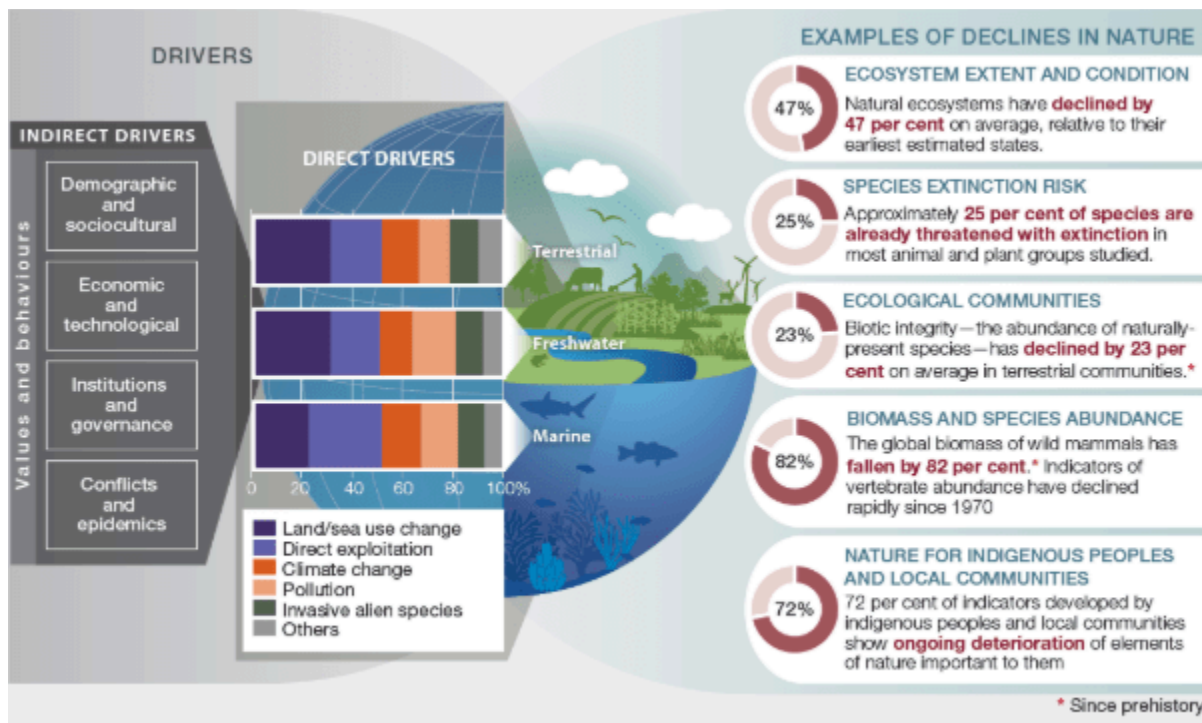 DRIVERS
INDIRECT DRIVERS
Values and behaviours
Demographic
and
sociocultural
Economic
and
technological
Institutions
and
governance
Conflicts
and
epidemics
DIRECT DRIVERS
Terrestrial
Freshwater
Marine
0 20 40 60 80 100%
Land/sea use change
Direct exploitation
Climate change
Pollution
Invasive alien species
Others
EXAMPLES OF DECLINES IN NATURE
47%
ECOSYSTEM EXTENT AND CONDITION
Natural ecosystems have declined by
47 per cent on average, relative to their
earliest estimated states.
25%
SPECIES EXTINCTION RISK
Approximately 25 per cent of species are
already threatened with extinction in
most animal and plant groups studied.
23%
ECOLOGICAL COMMUNITIES
Biotic integrity—the abundance of naturally-
present species—has declined by 23 per
cent on average in terrestrial communities.*
82%
BIOMASS AND SPECIES ABUNDANCE
The global biomass of wild mammals has
fallen by 82 per cent.* Indicators of
vertebrate abundance have declined
rapidly since 1970
72%
NATURE FOR INDIGENOUS PEOPLES
AND LOCAL COMMUNITIES
72 per cent of indicators developed by
indigenous peoples and local communities
show ongoing deterioration of elements
of nature important to them
* Since prehistory